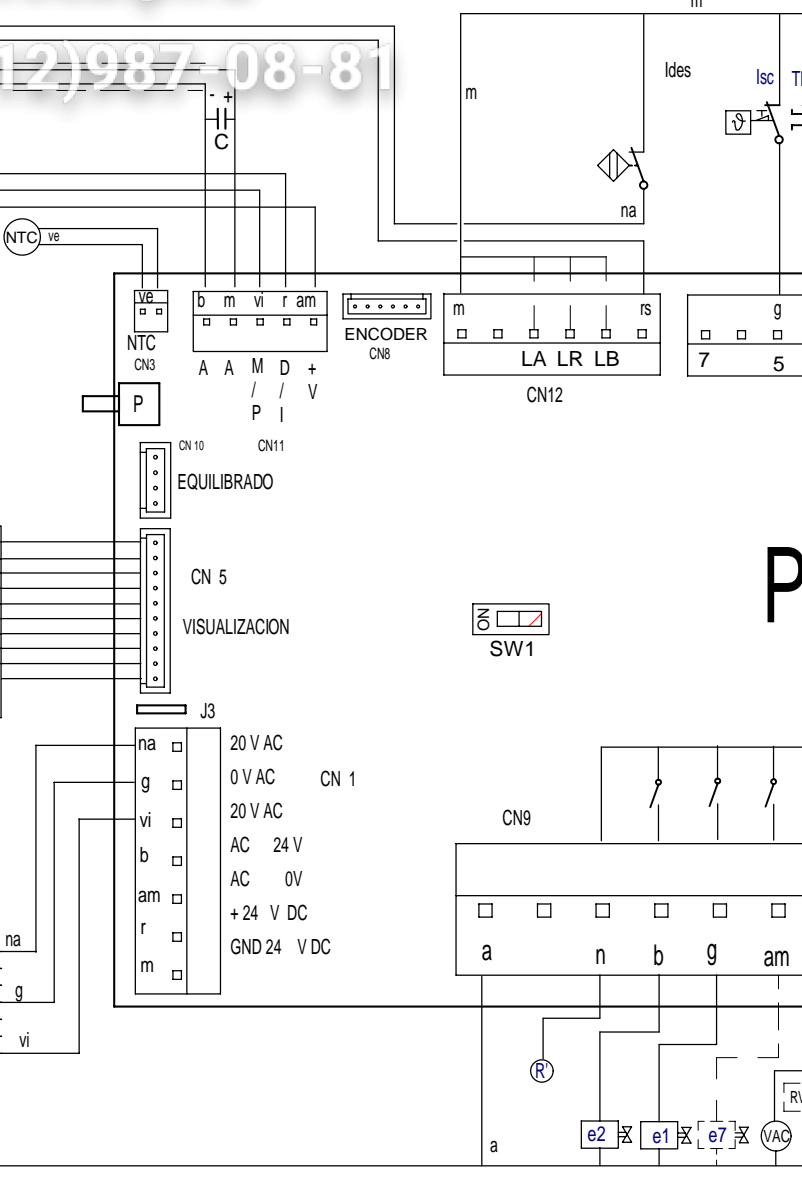 m
12)987-08-81
Ides
Isc
m
- +
C
na
NTC ve
ve
b m vi r am
m rs
g
NTC
CN3
A A M / P D / I + V
ENCODER
CN8
LA LR LB
7 5
CN12
P
CN 10
CN11
EQUILIBRADO
CN 5
VISUALIZACION
P
ON
SW1
J3
na 20 V AC
g 0 V AC CN 1
vi 20 V AC
b AC 24 V
AC 0V
am + 24 V DC
r GND 24 V DC
m
CN9
a n b g am
na
g
vi
R'
RV
e2 e1 e7 VAC
a